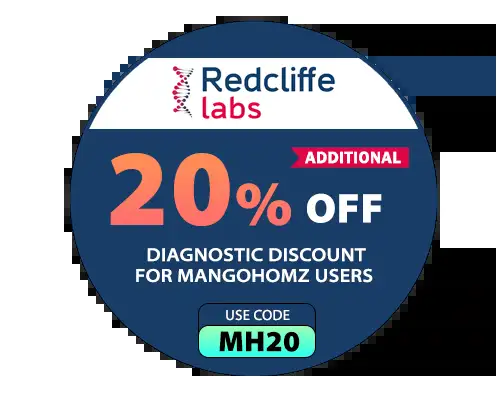 Redcliffe
labs
ADDITIONAL
20% OFF
DIAGNOSTIC DISCOUNT
FOR MANGOHOMZ USERS
USE CODE
MH20